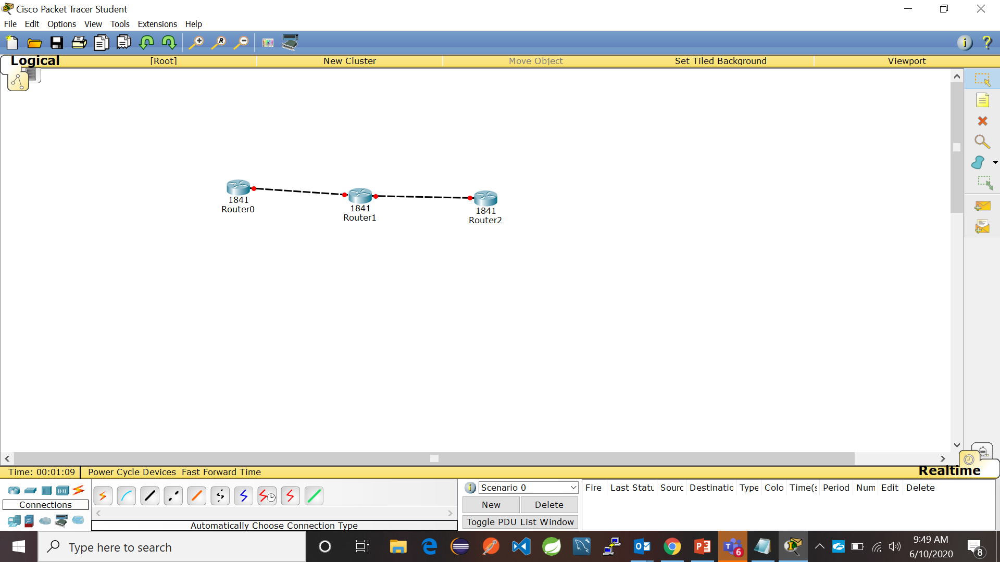 Cisco Packet Tracer Student
File Edit Options View Tools Extensions Help
Logical [Root] New Cluster Move Object Set Tiled Background Viewport
1841
Router0
1841
Router1
1841
Router2
Time: 00:01:09 Power Cycle Devices Fast Forward Time Realtime
Connections
Automatically Choose Connection Type
Scenario 0
New Delete
Toggle PDU List Window
Fire Last Statu Sourc Destinatio Type Colo Time(s Period Num Edit Delete
Type here to search
6
9:49 AM
6/10/2020
8